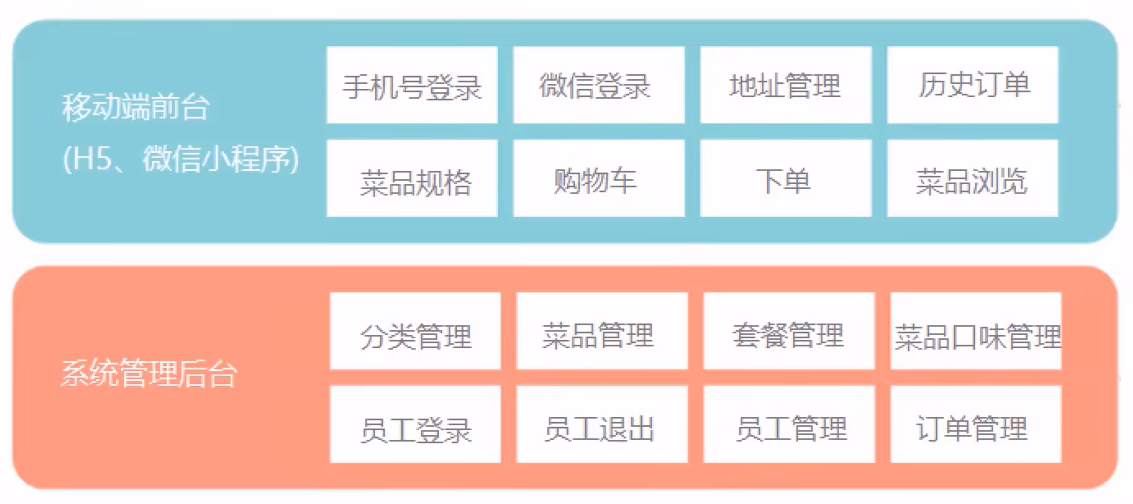 移动端前台
(H5、微信小程序)
手机号登录
微信登录
地址管理
历史订单
菜品规格
购物车
下单
菜品浏览
系统管理后台
分类管理
菜品管理
套餐管理
菜品口味管理
员工登录
员工退出
员工管理
订单管理